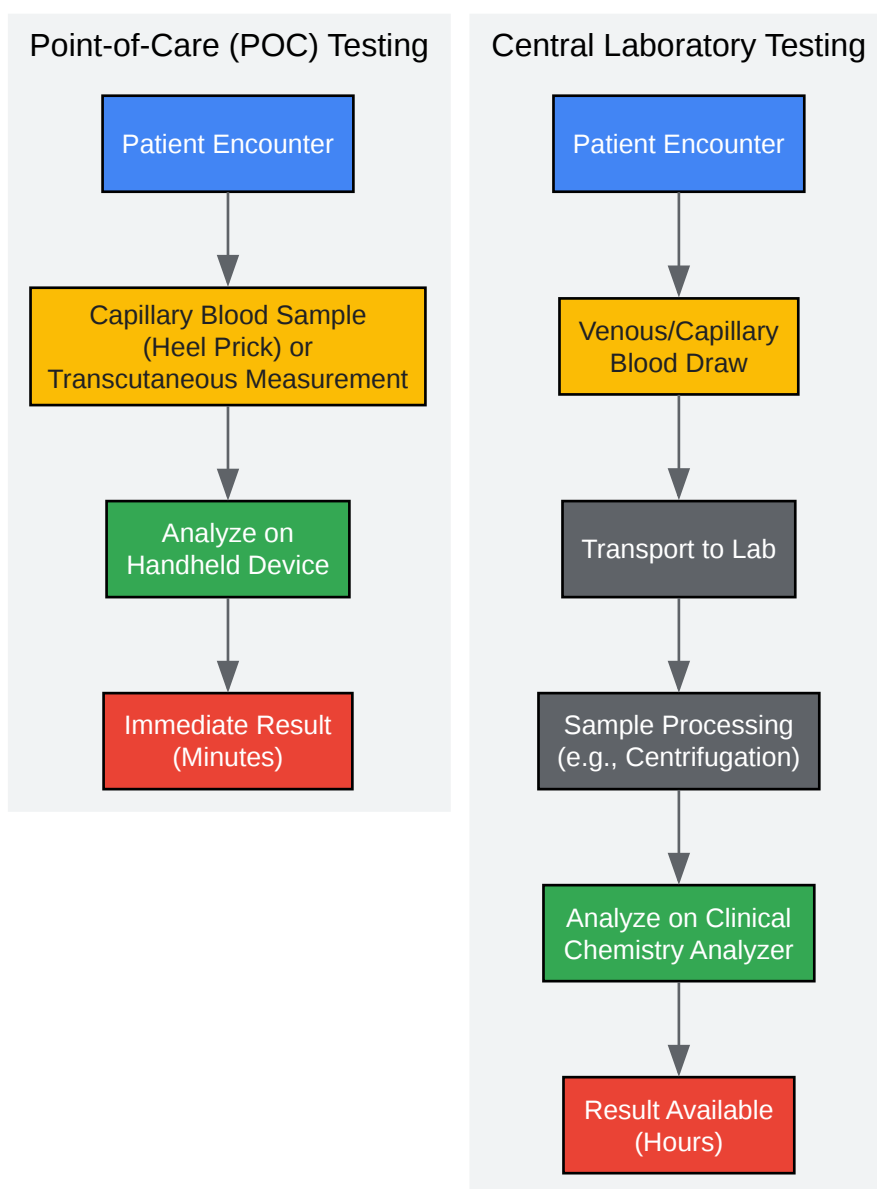 Point-of-Care (POC) Testing
Patient Encounter
Capillary Blood Sample
(Heel Prick) or
Transcutaneous Measurement
Analyze on
Handheld Device
Immediate Result
(Minutes)
Central Laboratory Testing
Patient Encounter
Venous/Capillary
Blood Draw
Transport to Lab
Sample Processing
(e.g., Centrifugation)
Analyze on Clinical
Chemistry Analyzer
Result Available
(Hours)